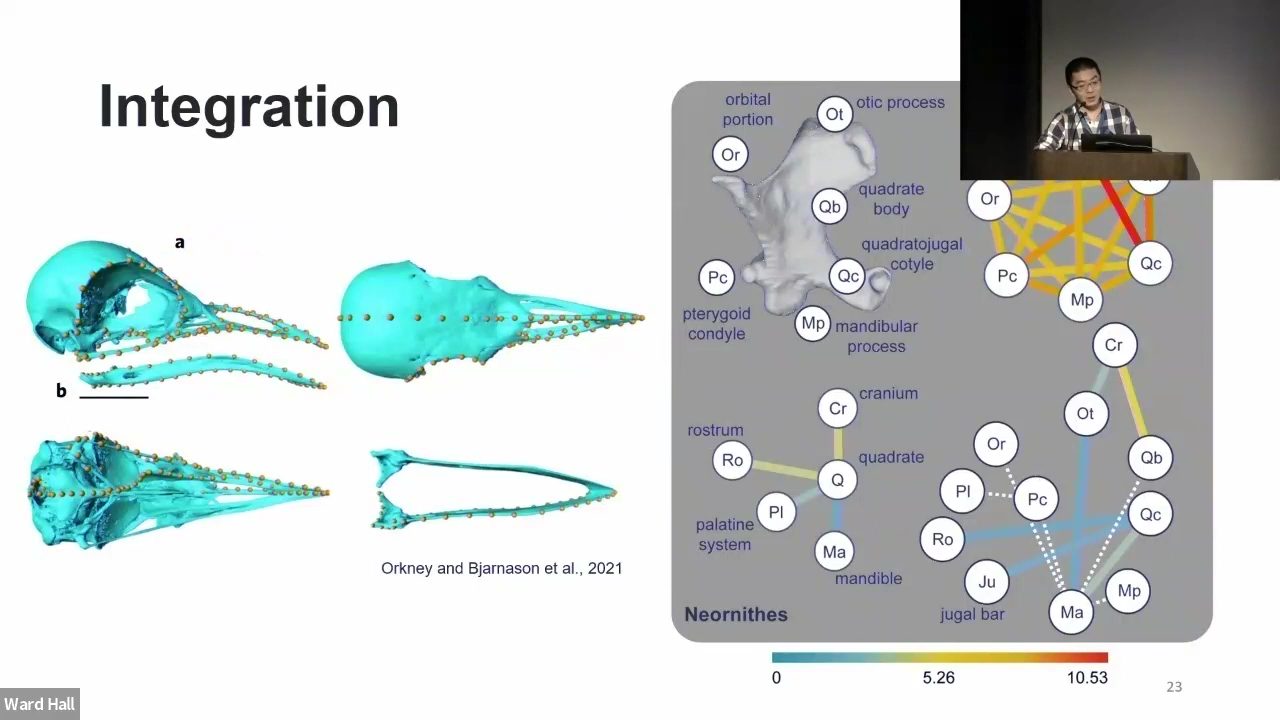 Integration
a
b
Orkney and Bjarnason et al., 2021
orbital
portion
Ot
otic process
Or
Qb
quadrate
body
quadratojugal
cotyle
Pc
Qc
pterygoid
condyle
Mp
mandibular
process
Or
Pc
Qc
Mp
Cr
cranium
rostrum
Ro
quadrate
Q
Pl
palatine
system
Ma
mandible
Neornithes
Cr
Ot
Or
Qb
Pl
Pc
Qc
Ro
Ju
Mp
jugal bar
Ma
0
5.26
10.53
23
Ward Hall